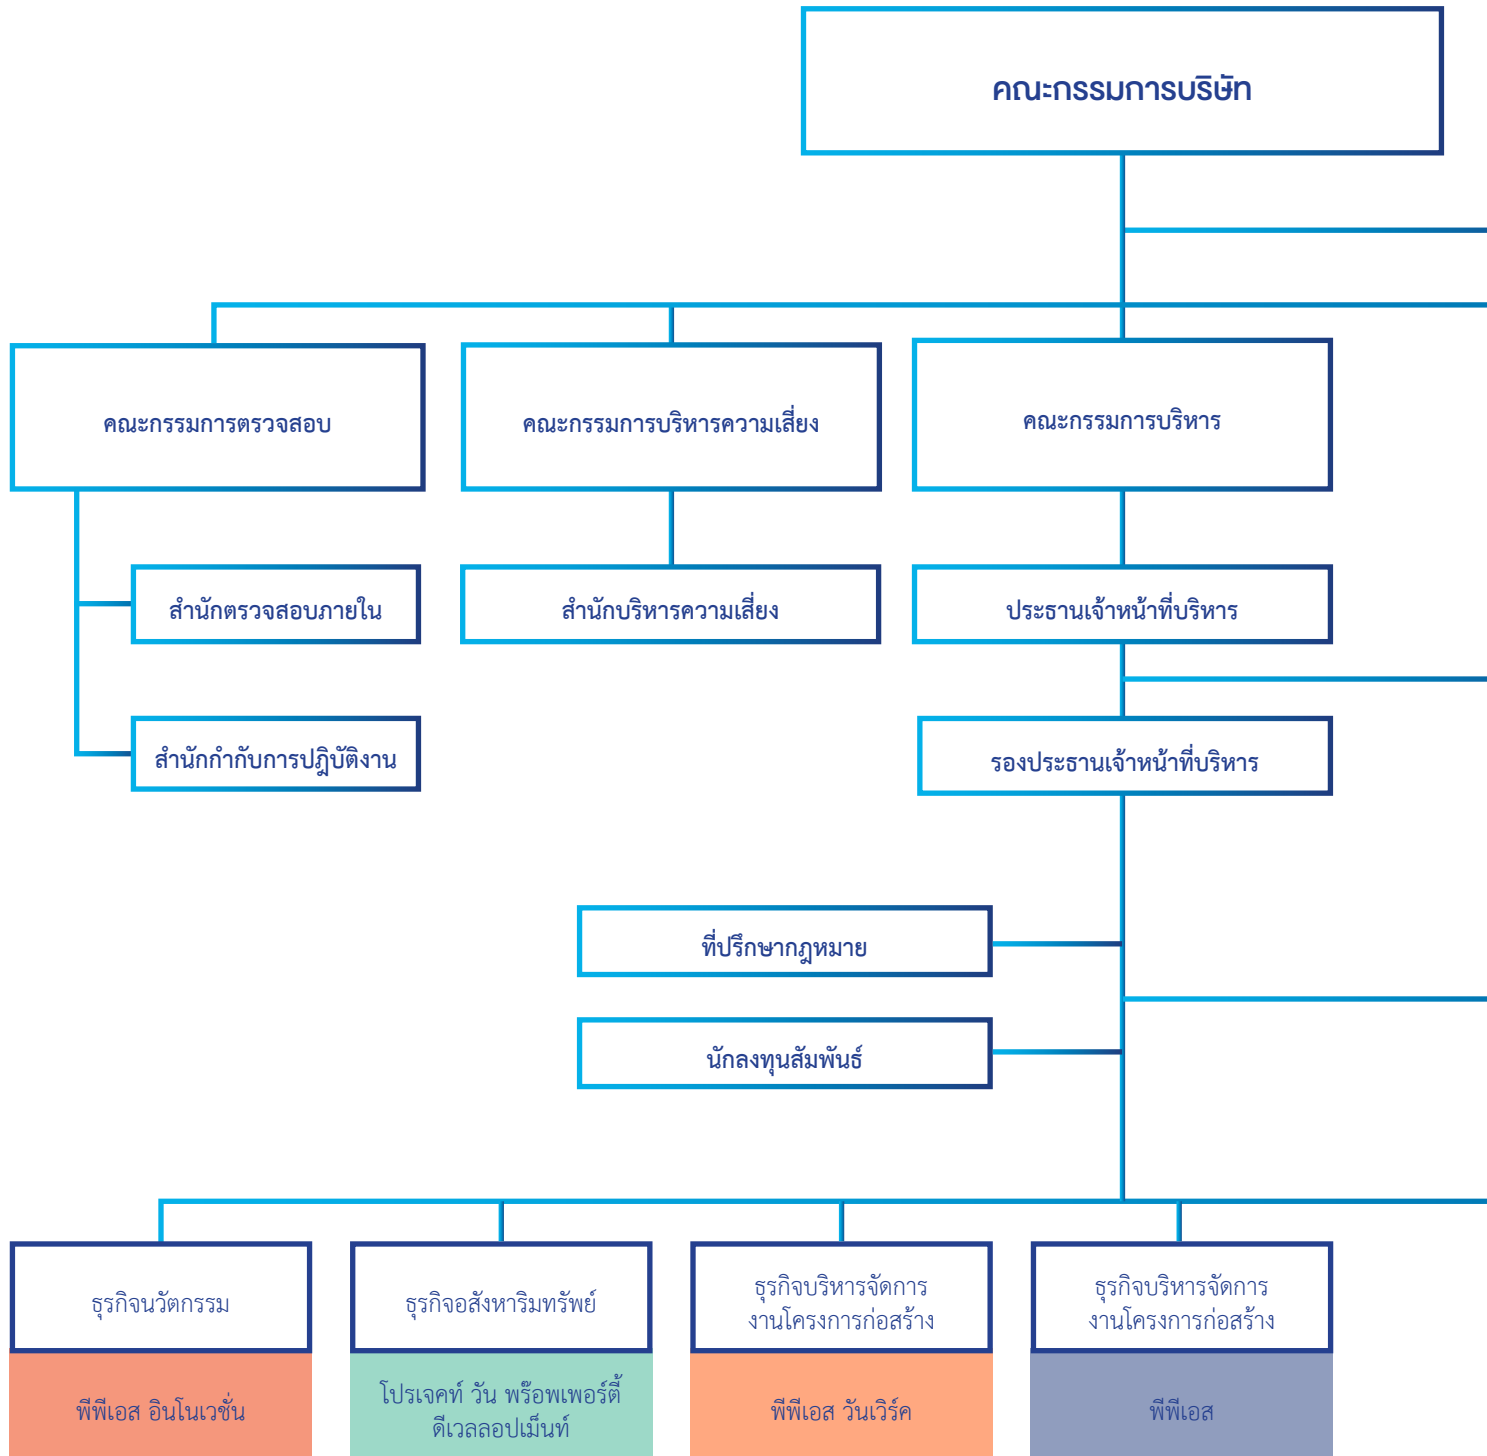 คณะกรรมการบริษัท
คณะกรรมการตรวจสอบ
คณะกรรมการบริหารความเสี่ยง
คณะกรรมการบริหาร
สำนักตรวจสอบภายใน
สำนักบริหารความเสี่ยง
ประธานเจ้าหน้าที่บริหาร
สำนักกำกับการปฎิบัติงาน
รองประธานเจ้าหน้าที่บริหาร
ที่ปรึกษากฎหมาย
นักลงทุนสัมพันธ์
ธุรกิจนวัตกรรม
ธุรกิจอสังหาริมทรัพย์
ธุรกิจบริหารจัดการ
งานโครงการก่อสร้าง
ธุรกิจบริหารจัดการ
งานโครงการก่อสร้าง
พีพีเอส อินโนเวชั่น
โปรเจคท์ วัน พร๊อพเพอร์ตี้
ดีเวลลอปเม็นท์
พีพีเอส วันเวิร์ค
พีพีเอส